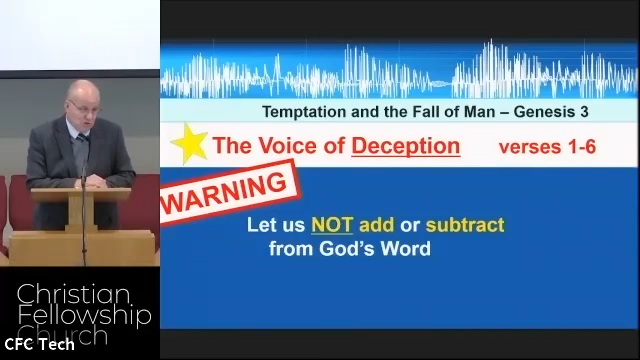 Temptation and the Fall of Man – Genesis 3
The Voice of Deception verses 1-6
WARNING
Let us NOT add or subtract
from God's Word
Christian
Fellowship
Church
CFC Tech